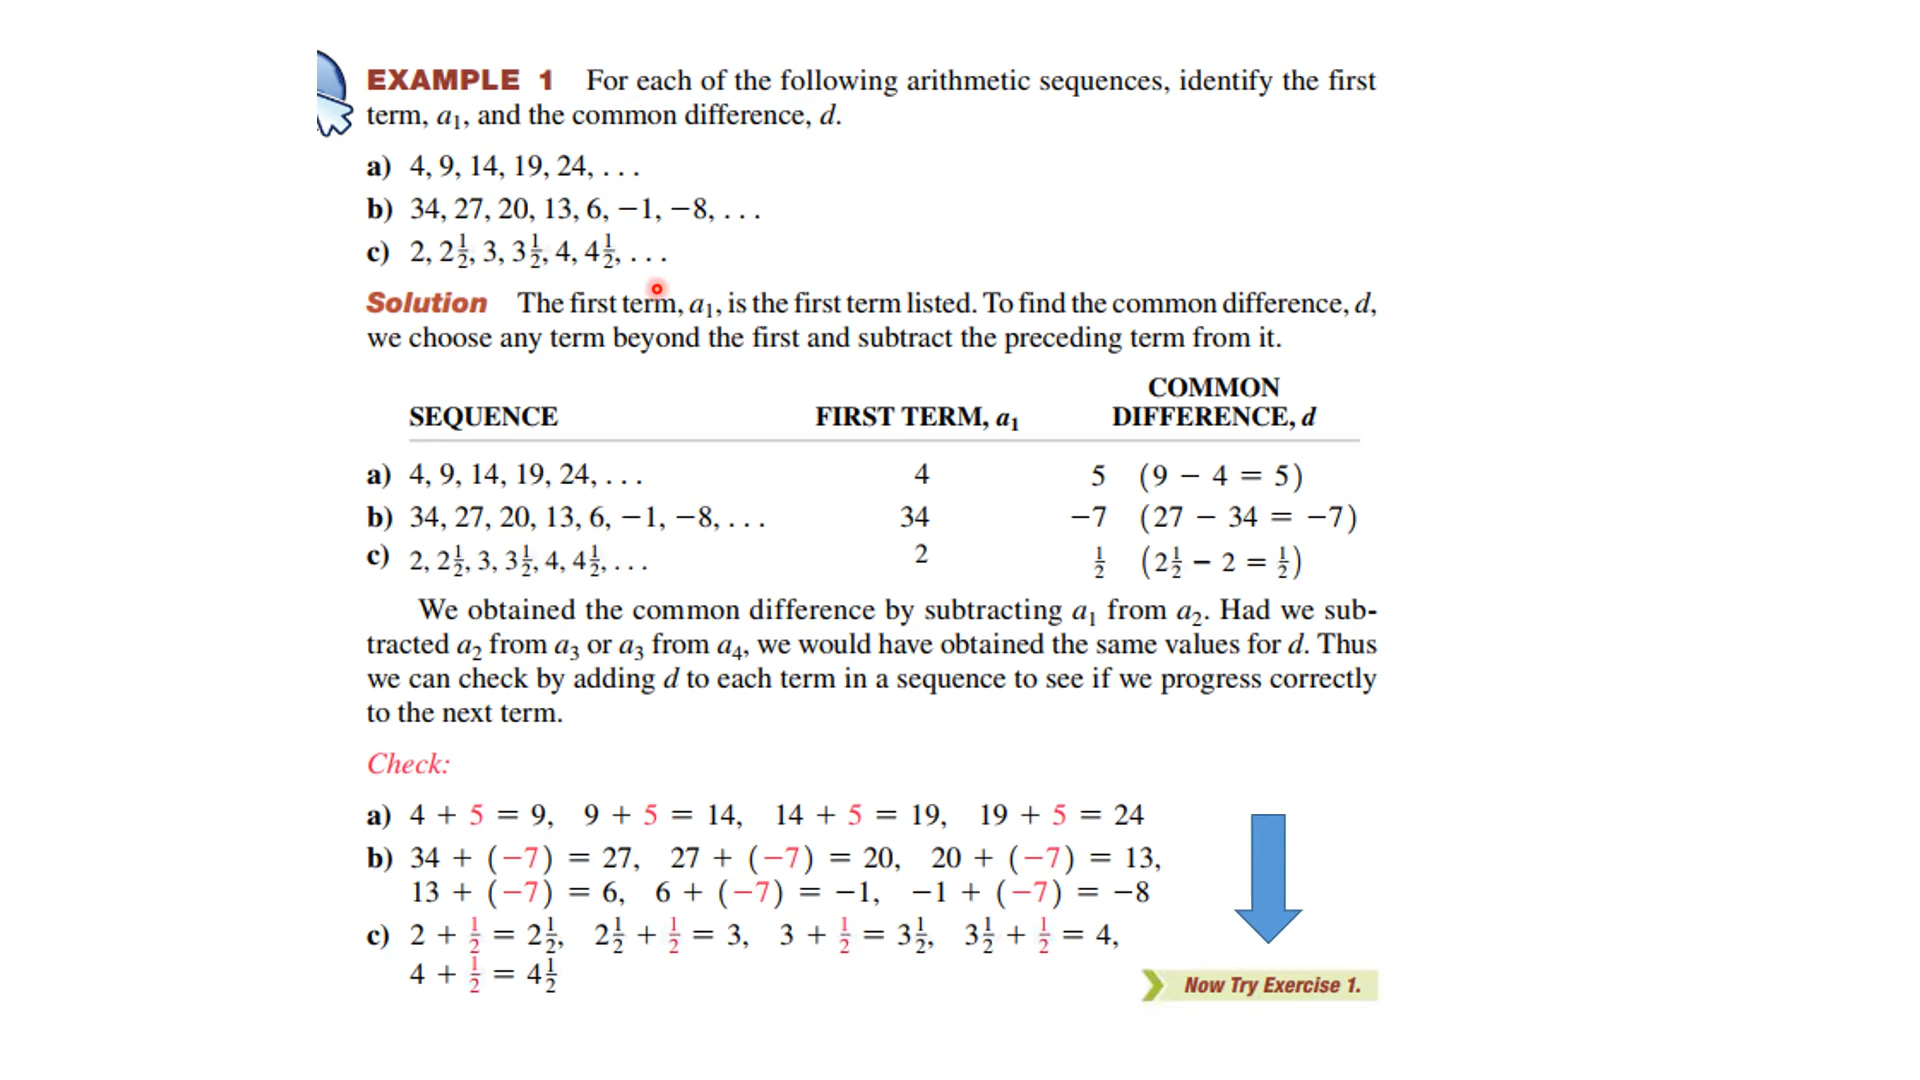 EXAMPLE 1 For each of the following arithmetic sequences, identify the first
term, a₁, and the common difference, d.
a) 4, 9, 14, 19, 24, . . .
b) 34, 27, 20, 13, 6, −1, −8, . . .
c) 2, 2½, 3, 3½, 4, 4½, . . .
Solution The first term, a₁, is the first term listed. To find the common difference, d,
we choose any term beyond the first and subtract the preceding term from it.
COMMON
SEQUENCE FIRST TERM, a₁ DIFFERENCE, d
a) 4, 9, 14, 19, 24, . . . 4 5 (9 − 4 = 5)
b) 34, 27, 20, 13, 6, −1, −8, . . . 34 −7 (27 − 34 = −7)
c) 2, 2½, 3, 3½, 4, 4½, . . . 2 ½ (2½ − 2 = ½)
We obtained the common difference by subtracting a₁ from a₂. Had we sub-
tracted a₂ from a₃ or a₃ from a₄, we would have obtained the same values for d. Thus
we can check by adding d to each term in a sequence to see if we progress correctly
to the next term.
Check:
a) 4 + 5 = 9, 9 + 5 = 14, 14 + 5 = 19, 19 + 5 = 24
b) 34 + (−7) = 27, 27 + (−7) = 20, 20 + (−7) = 13,
13 + (−7) = 6, 6 + (−7) = −1, −1 + (−7) = −8
c) 2 + ½ = 2½, 2½ + ½ = 3, 3 + ½ = 3½, 3½ + ½ = 4,
4 + ½ = 4½
Now Try Exercise 1.